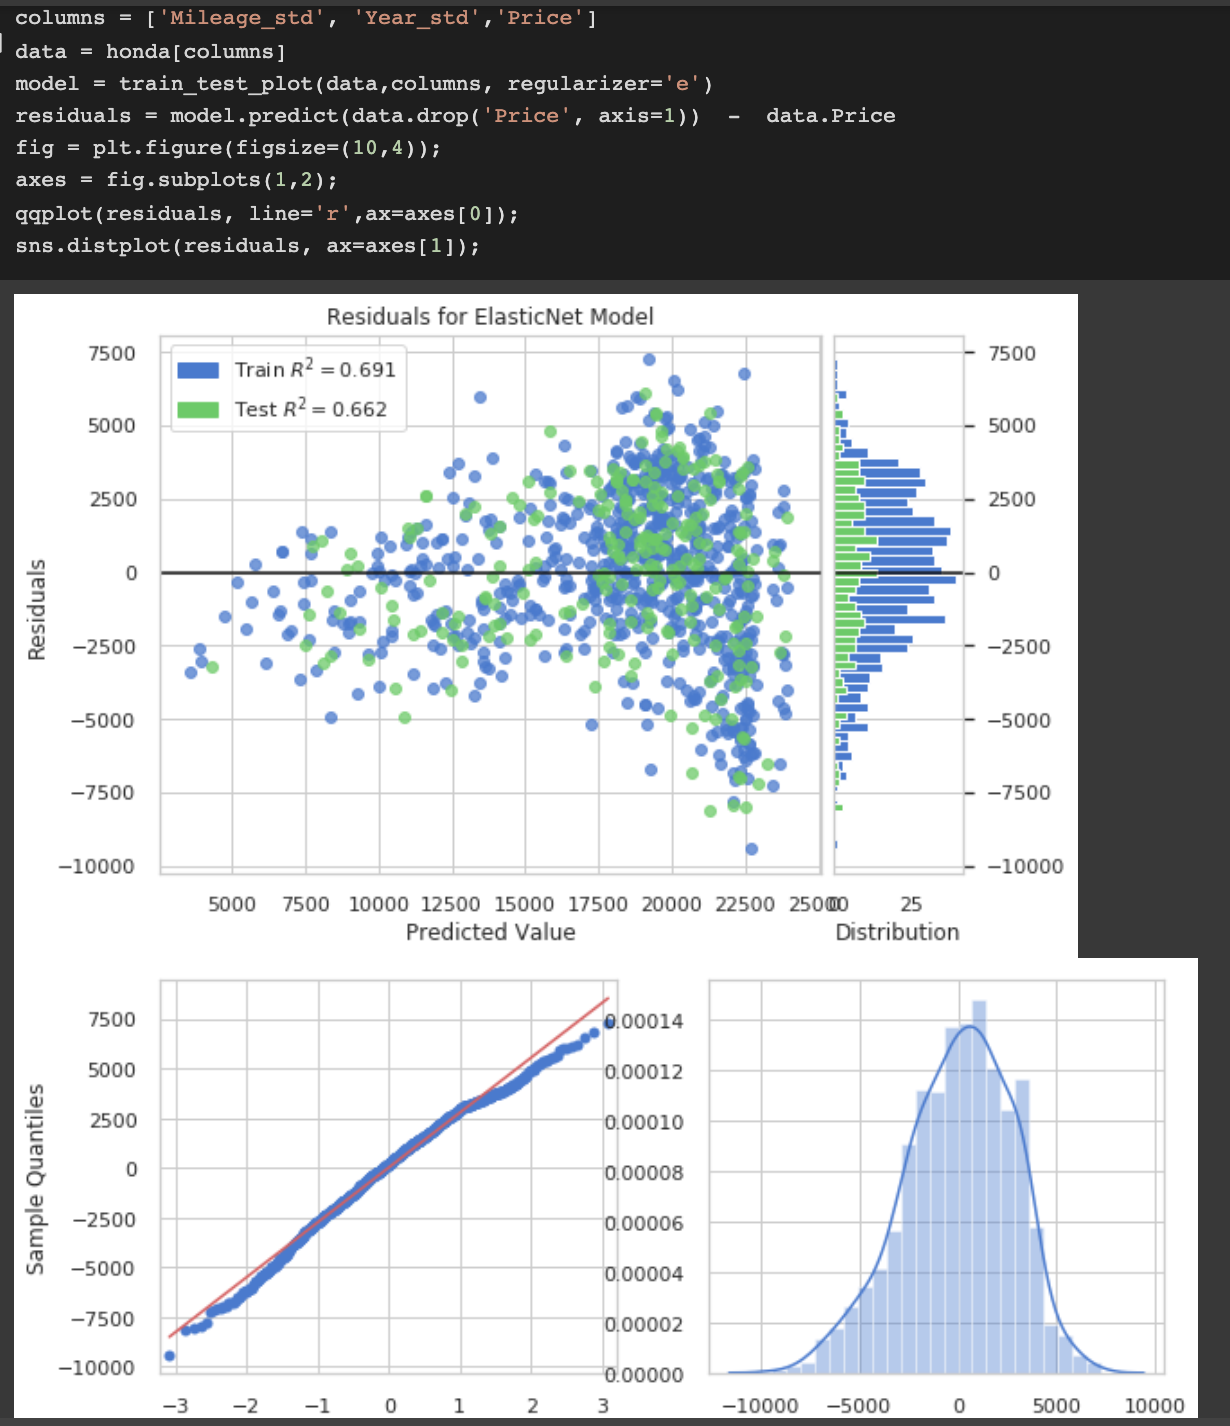 columns = ['Mileage_std', 'Year_std','Price']
data = honda[columns]
model = train_test_plot(data,columns, regularizer='e')
residuals = model.predict(data.drop('Price', axis=1))  -  data.Price
fig = plt.figure(figsize=(10,4));
axes = fig.subplots(1,2);
qqplot(residuals, line='r',ax=axes[0]);
sns.distplot(residuals, ax=axes[1]);
Residuals for ElasticNet Model
Train R² = 0.691
Test R² = 0.662
7500
5000
2500
0
−2500
−5000
−7500
−10000
Residuals
7500
5000
2500
0
−2500
−5000
−7500
−10000
5000 7500 10000 12500 15000 17500 20000 22500 25000
0 25
Predicted Value
Distribution
7500
5000
2500
0
−2500
−5000
−7500
−10000
Sample Quantiles
−3 −2 −1 0 1 2 3
0.00014
0.00012
0.00010
0.00008
0.00006
0.00004
0.00002
0.00000
−10000 −5000 0 5000 10000